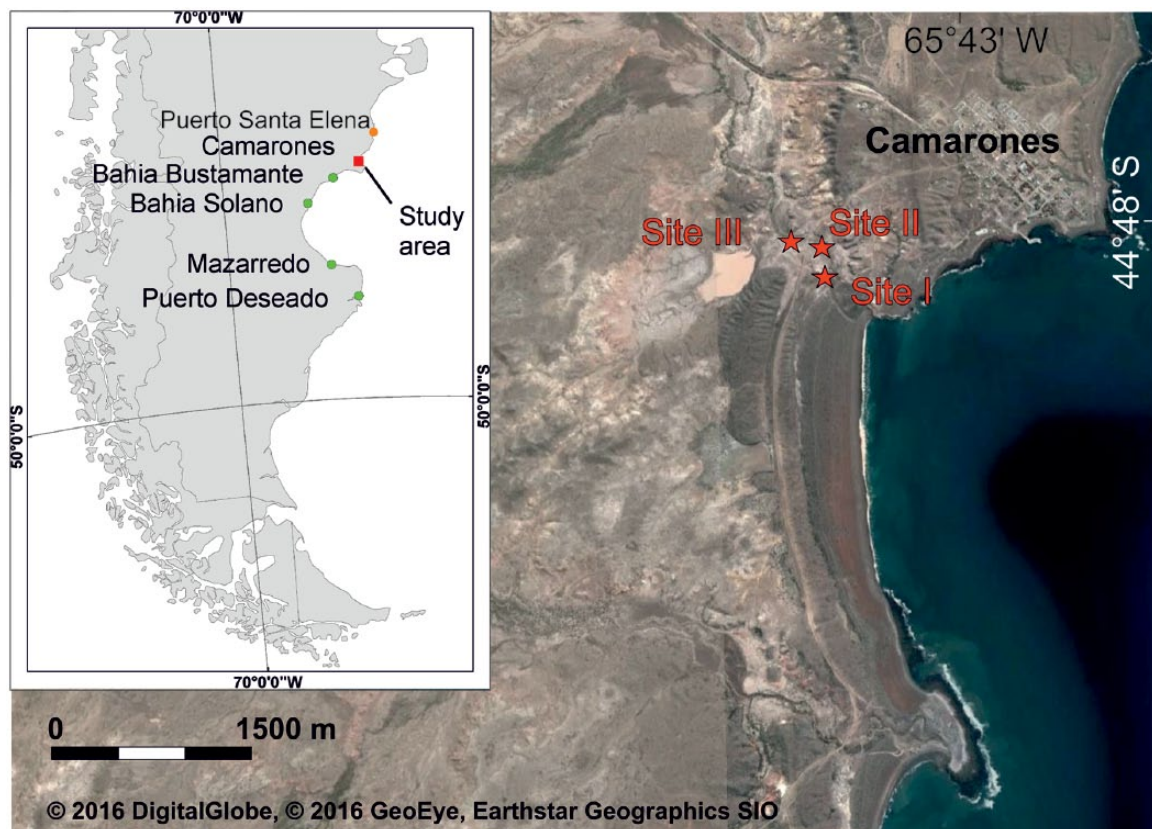 70°0'0"W
65°43' W
Puerto Santa Elena
Camarones
Bahia Bustamante
Bahia Solano
Study
area
Mazarredo
Puerto Deseado
50°0'0"S
50°0'0"S
70°0'0"W
Camarones
44°48' S
Site III
Site II
Site I
0 1500 m
© 2016 DigitalGlobe, © 2016 GeoEye, Earthstar Geographics SIO